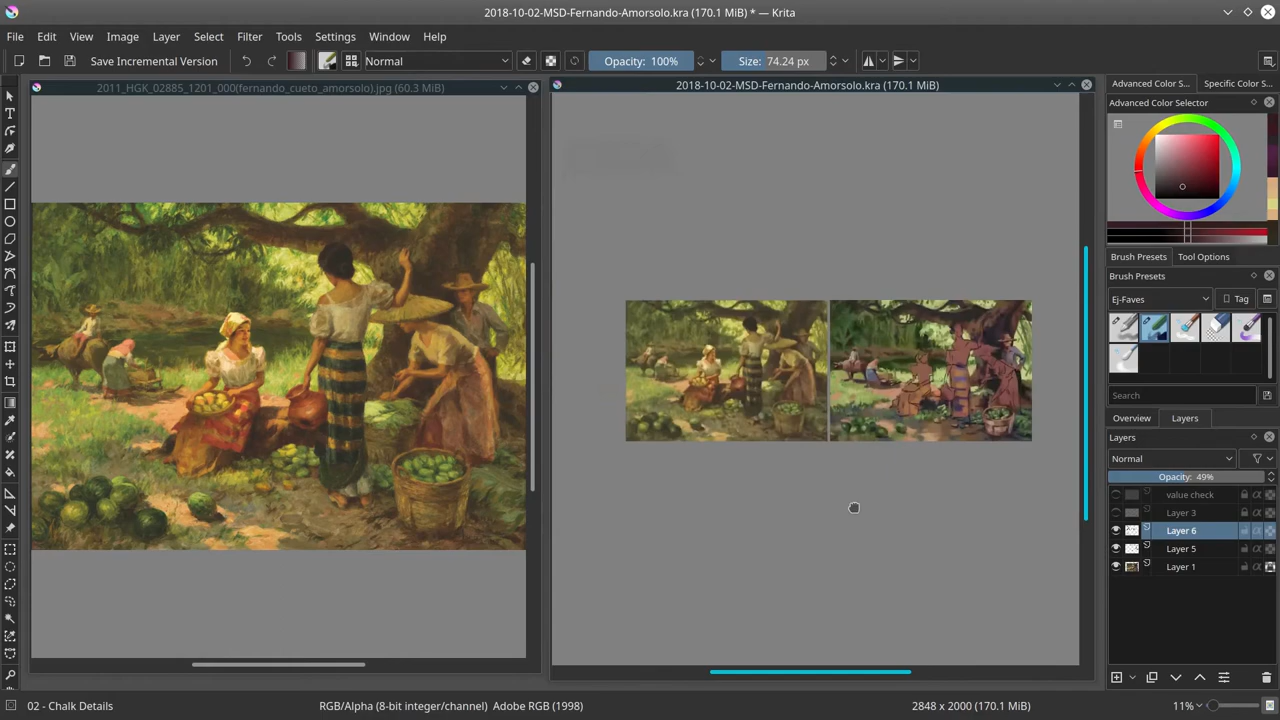 2018-10-02-MSD-Fernando-Amorsolo.kra (170.1 MiB) * — Krita
File Edit View Image Layer Select Filter Tools Settings Window Help
Save Incremental Version Normal Opacity: 100% Size: 74.24 px
2011_HGK_02885_1201_000(fernando_cueto_amorsolo).jpg (60.3 MiB)
2018-10-02-MSD-Fernando-Amorsolo.kra (170.1 MiB)
Advanced Color S... Specific Color S...
Advanced Color Selector
Brush Presets Tool Options
Brush Presets
Ej-Faves Tag
Search
Overview Layers
Layers
Normal
Opacity: 49%
value check
Layer 3
Layer 6
Layer 5
Layer 1
02 - Chalk Details RGB/Alpha (8-bit integer/channel) Adobe RGB (1998) 2848 x 2000 (170.1 MiB) 11%